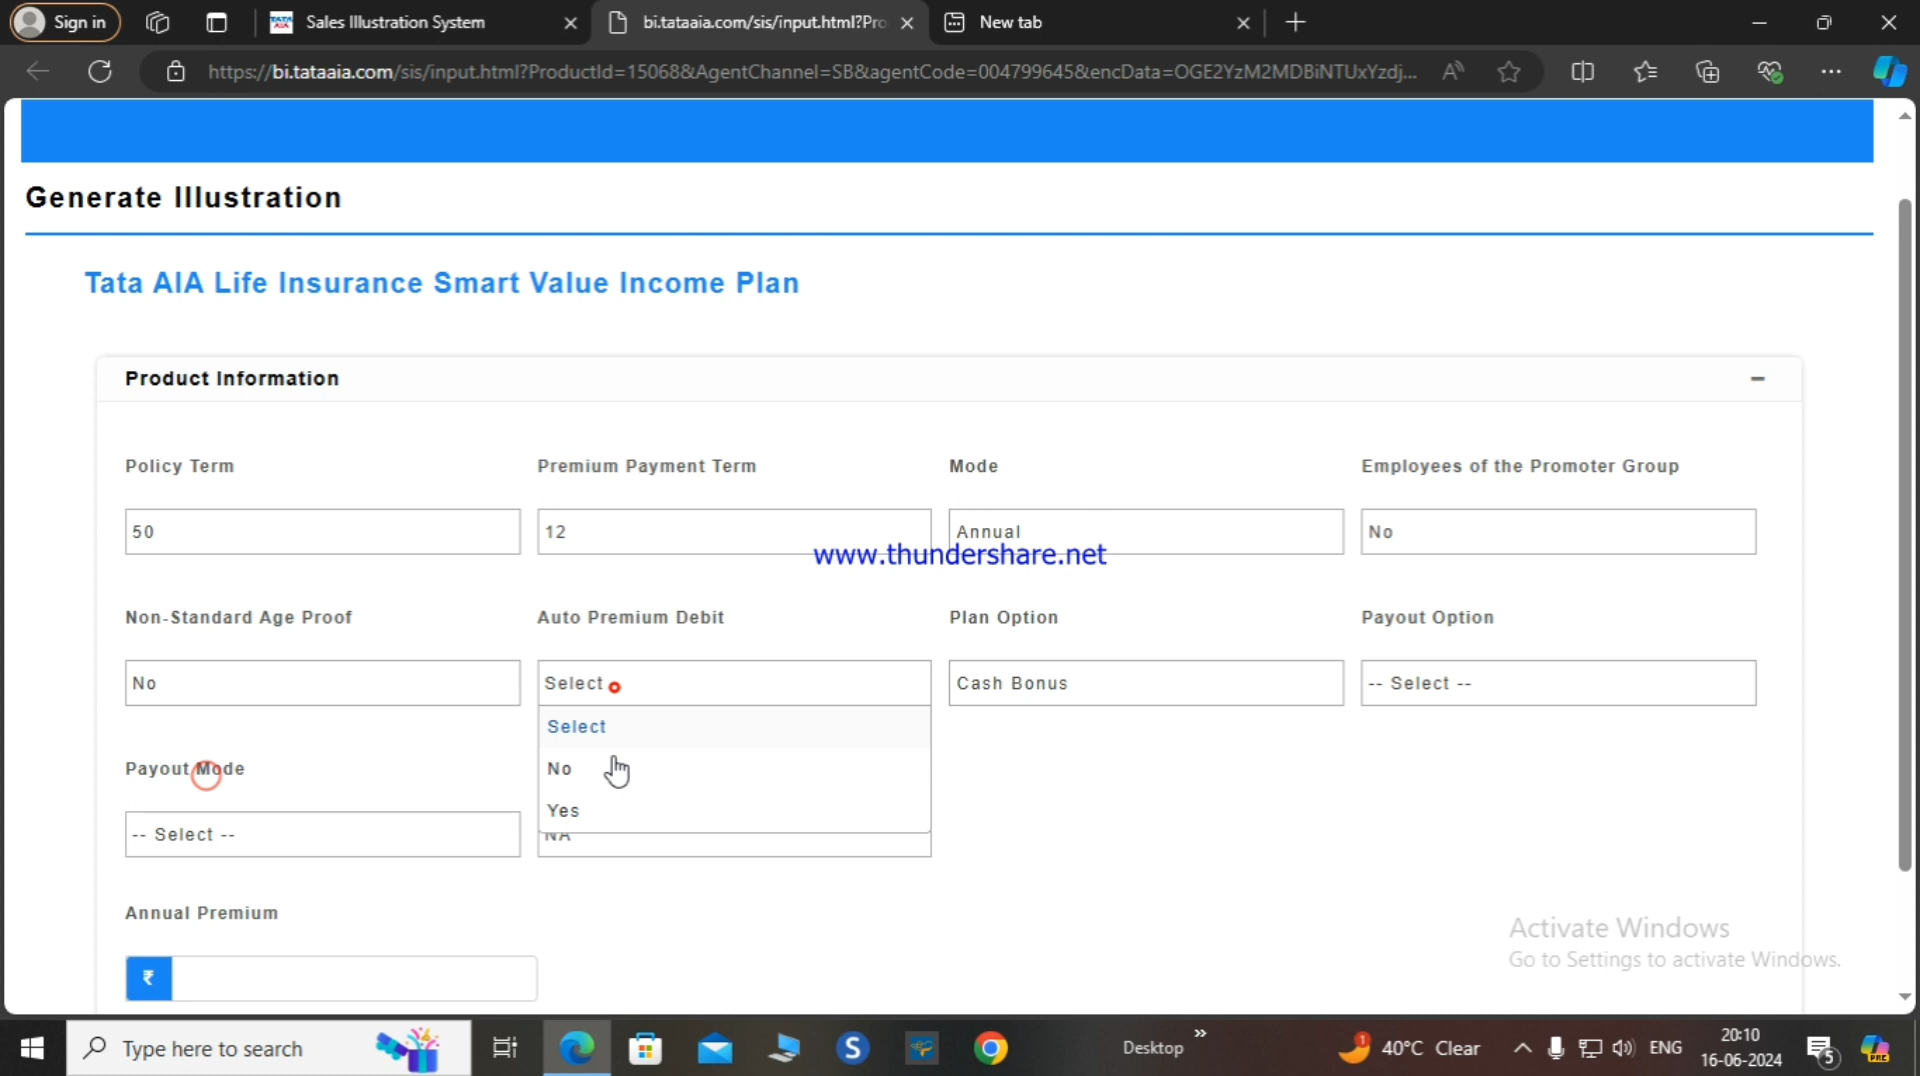 Sign in
Sales Illustration System
bi.tataaia.com/sis/input.html?Pro
New tab
https://bi.tataaia.com/sis/input.html?ProductId=15068&AgentChannel=SB&agentCode=004799645&encData=OGE2YzM2MDBiNTUxYzdj...
Generate Illustration
Tata AIA Life Insurance Smart Value Income Plan
Product Information
Policy Term
Premium Payment Term
Mode
Employees of the Promoter Group
50
12
Annual
No
www.thundershare.net
Non-Standard Age Proof
Auto Premium Debit
Plan Option
Payout Option
No
Select
Cash Bonus
-- Select --
Select
Payout Mode
No
Yes
-- Select --
NA
Annual Premium
₹
Activate Windows
Go to Settings to activate Windows.
Type here to search
Desktop
40°C Clear
ENG
20:10
16-06-2024
5